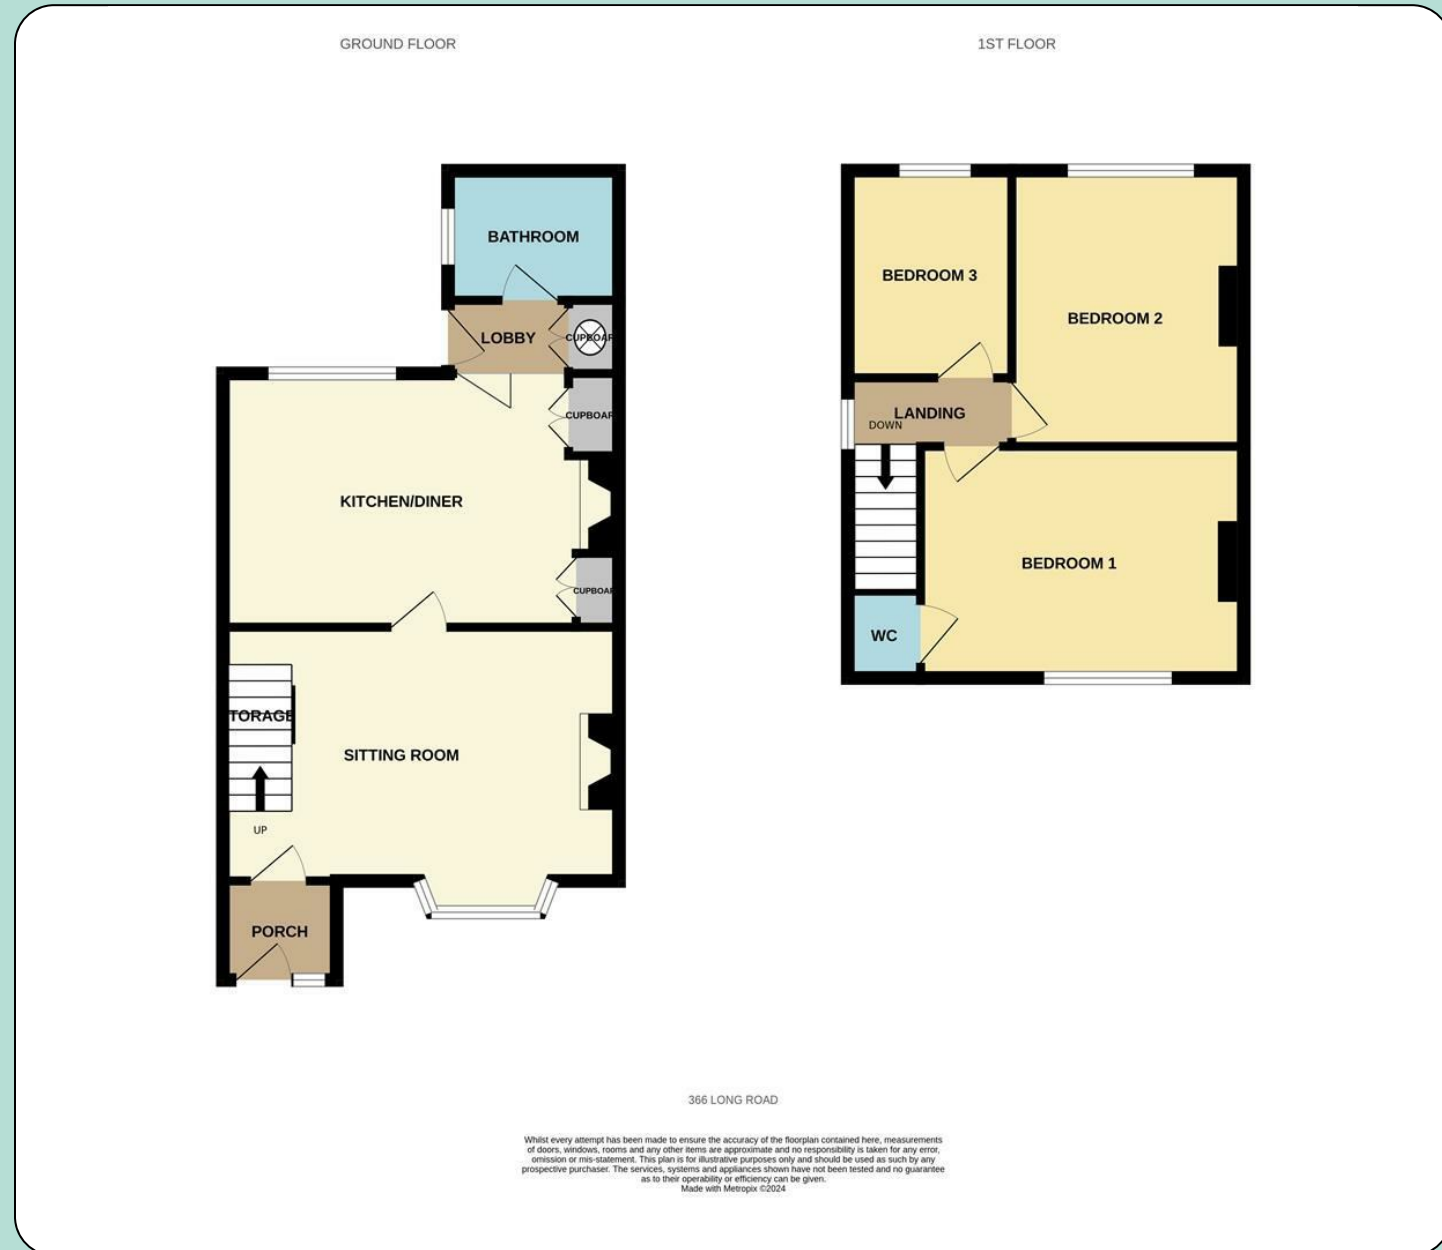 GROUND FLOOR
1ST FLOOR
BATHROOM
LOBBY
CUPBOAR
CUPBOAR
KITCHEN/DINER
CUPBOAR
TORAGE
SITTING ROOM
UP
PORCH
BEDROOM 3
BEDROOM 2
LANDING
DOWN
BEDROOM 1
WC
366 LONG ROAD
Whilst every attempt has been made to ensure the accuracy of the floorplan contained here, measurements
of doors, windows, rooms and any other items are approximate and no responsibility is taken for any error,
omission or mis-statement. This plan is for illustrative purposes only and should be used as such by any
prospective purchaser. The services, systems and appliances shown have not been tested and no guarantee
as to their operability or efficiency can be given.
Made with Metropix ©2024